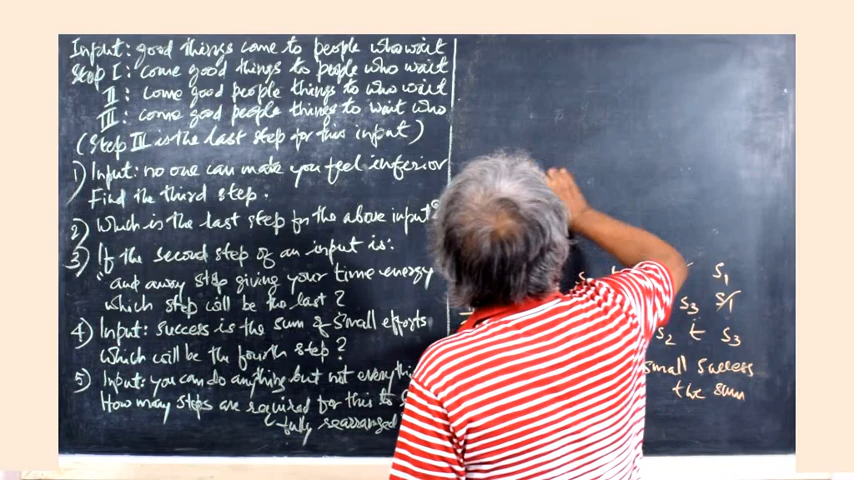 Input: good things come to people who wait
Step I: come good things to people who wait
II: come good people things to who wait
III: come good people things to wait who
(Step III is the last step for this input)
1) Input: no one can make you feel inferior
Find the third step.
2) Which is the last step for the above input?
3) If the second step of an input is:
"and away stop giving your time energy
which step will be the last?
4) Input: success is the sum of small efforts
Which will be the fourth step?
5) Input: you can do anything but not everythi
How many steps are required for this to
(fully rearranged
S1
S3 S/1
S2 t S3
small success
the sum